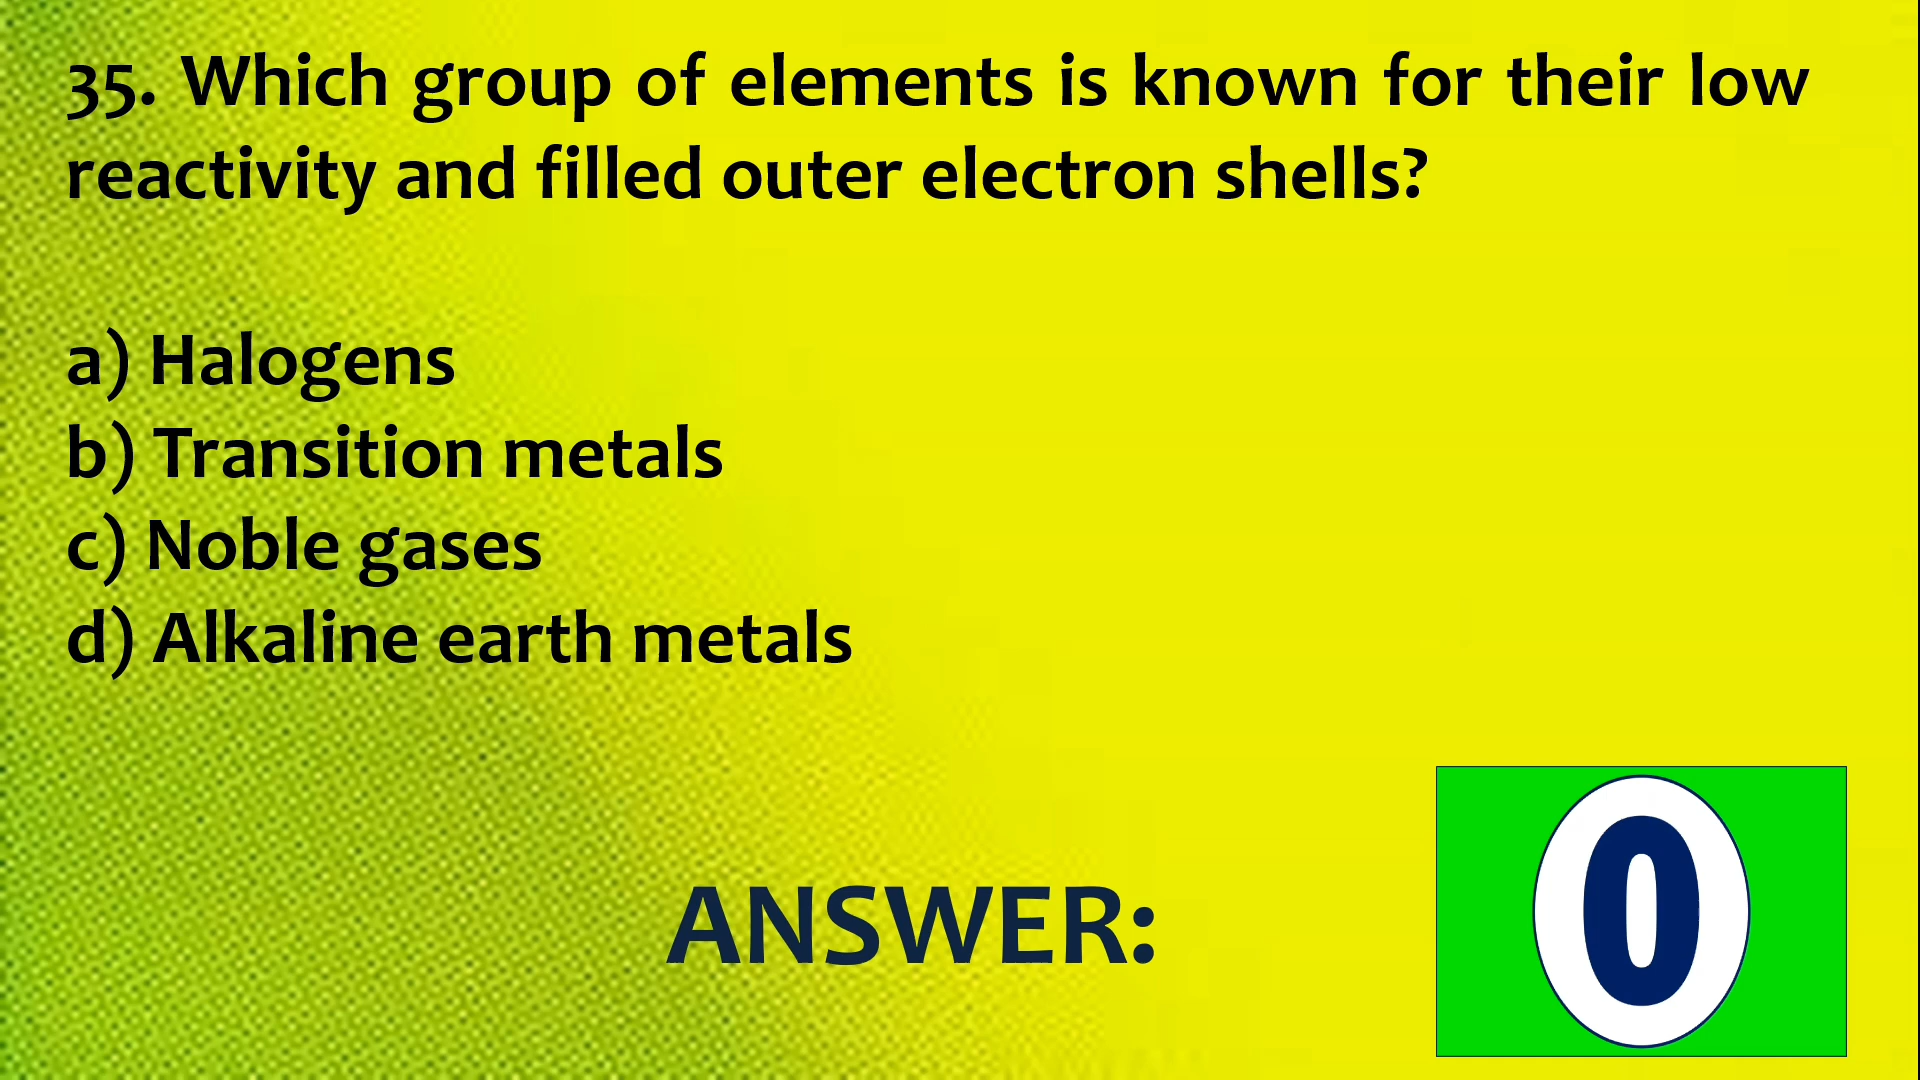 35. Which group of elements is known for their low
reactivity and filled outer electron shells?
a) Halogens
b) Transition metals
c) Noble gases
d) Alkaline earth metals
ANSWER:
0